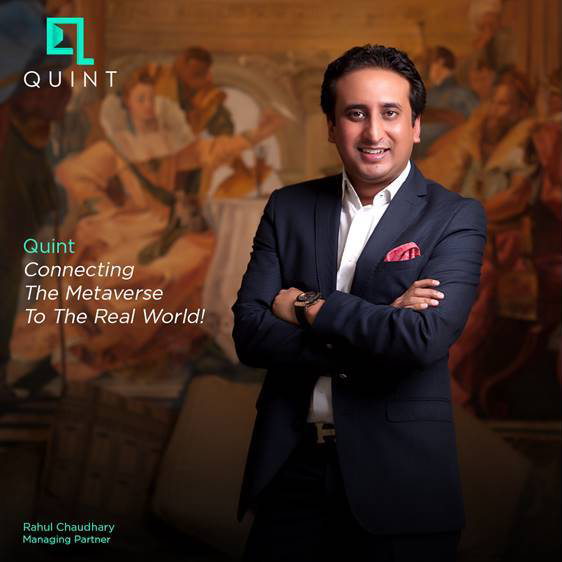 QUINT
Quint
Connecting
The Metaverse
To The Real World!
Rahul Chaudhary
Managing Partner